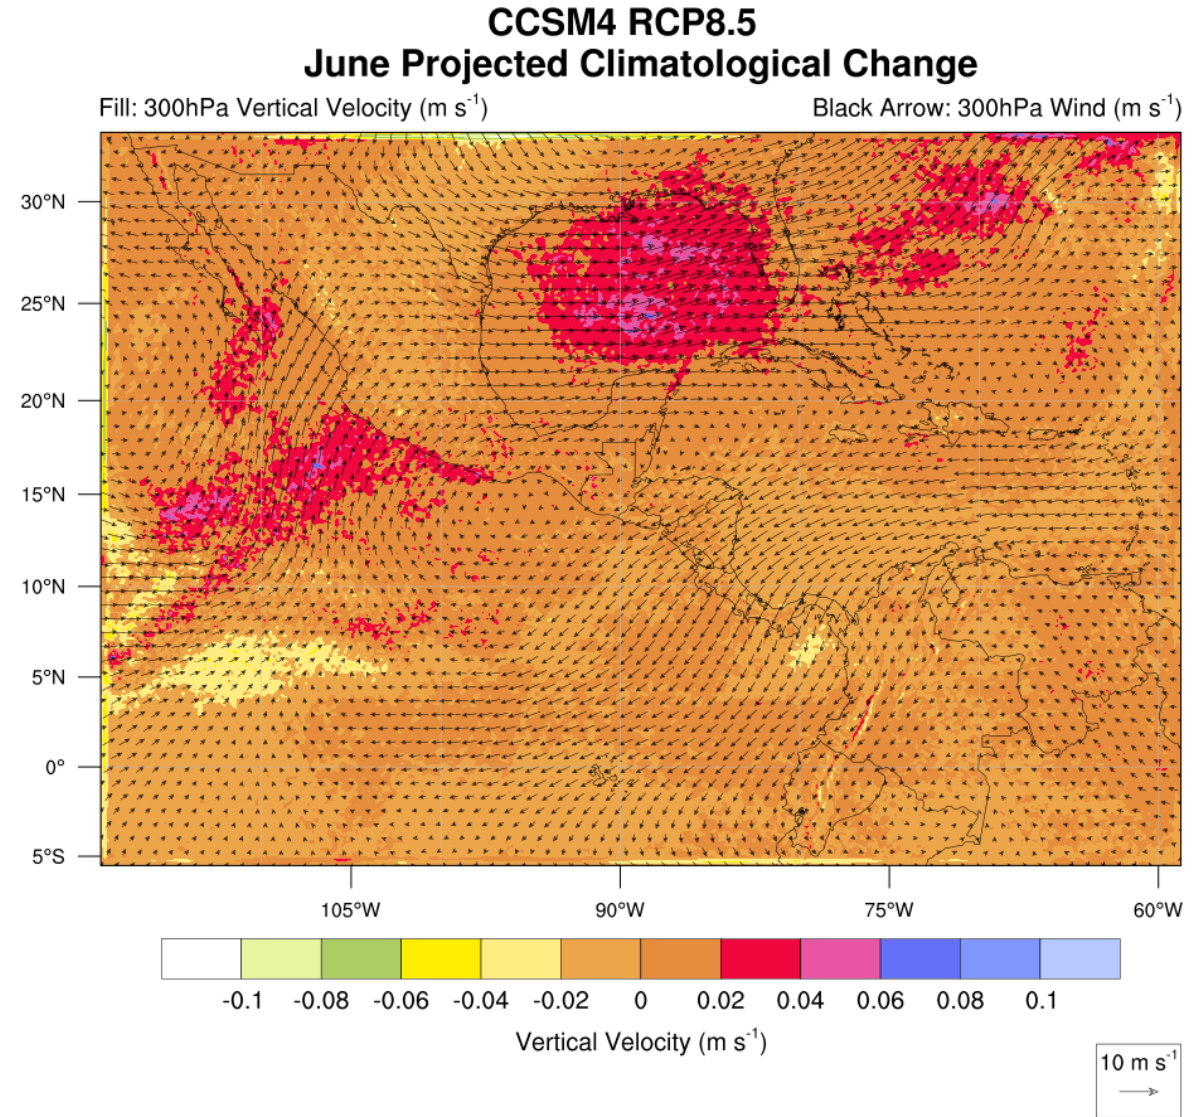 CCSM4 RCP8.5
June Projected Climatological Change
Fill: 300hPa Vertical Velocity (m s⁻¹) Black Arrow: 300hPa Wind (m s⁻¹)
30°N
25°N
20°N
15°N
10°N
5°N
0°
5°S
105°W 90°W 75°W 60°W
-0.1 -0.08 -0.06 -0.04 -0.02 0 0.02 0.04 0.06 0.08 0.1
Vertical Velocity (m s⁻¹)
10 m s⁻¹